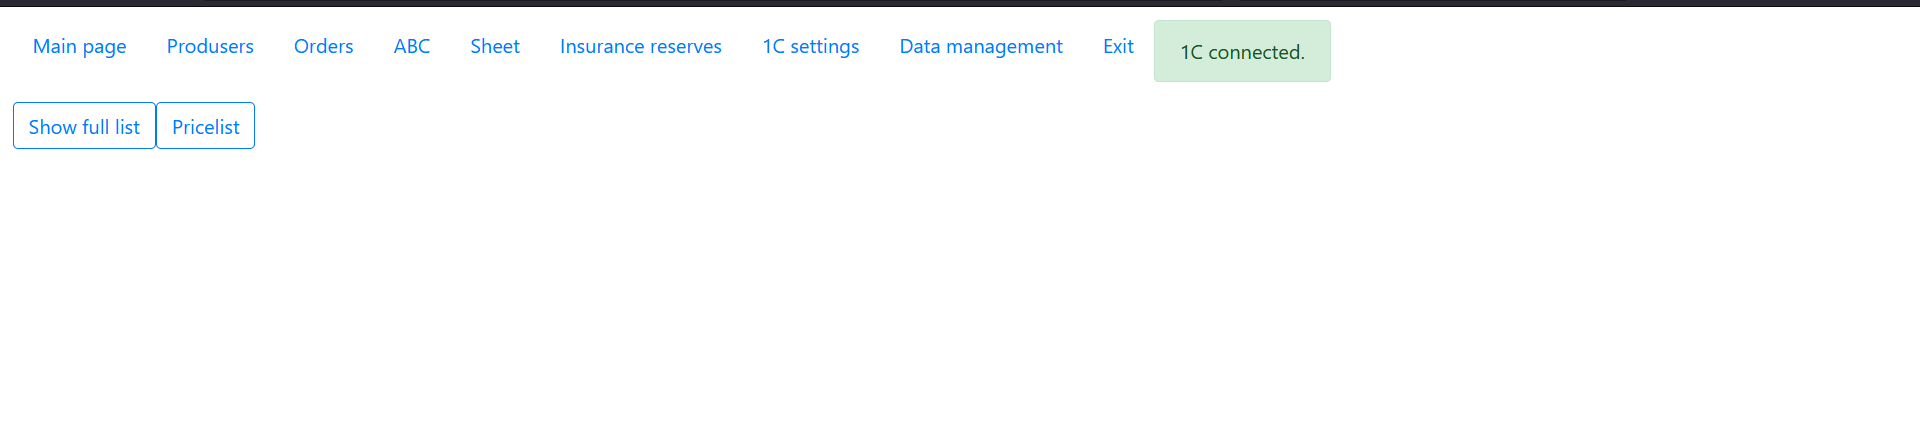 Main page Produsers Orders ABC Sheet Insurance reserves 1C settings Data management Exit 1C connected.
Show full list Pricelist